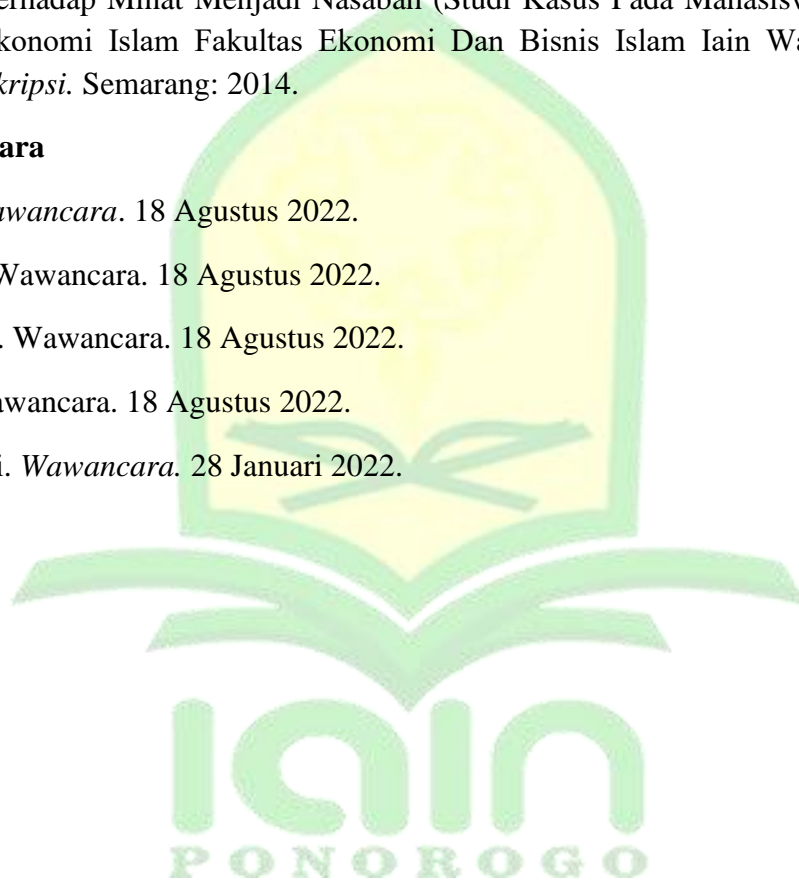 erhadap Minat Menjadi Nasabah (Studi Kasus Pada Mahasisw
konomi Islam Fakultas Ekonomi Dan Bisnis Islam Iain Wa
kripsi. Semarang: 2014.
ara
awancara. 18 Agustus 2022.
Wawancara. 18 Agustus 2022.
. Wawancara. 18 Agustus 2022.
awancara. 18 Agustus 2022.
i. Wawancara. 28 Januari 2022.
IAIN
PONOROGO